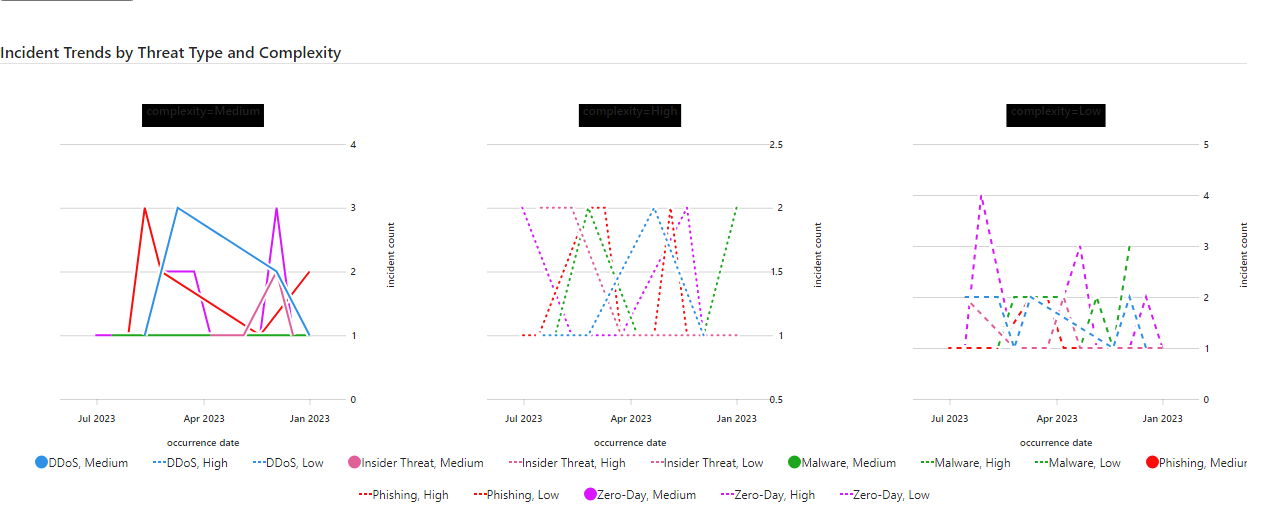 Incident Trends by Threat Type and Complexity
complexity=Medium
complexity=High
complexity=Low
4
3
2
1
0
incident count
Jul 2023
Apr 2023
Jan 2023
occurrence date
2.5
2
1.5
1
0.5
incident count
Jul 2023
Apr 2023
Jan 2023
occurrence date
5
4
3
2
1
0
incident count
Jul 2023
Apr 2023
Jan 2023
occurrence date
DDoS, Medium DDoS, High DDoS, Low Insider Threat, Medium Insider Threat, High Insider Threat, Low Malware, Medium Malware, High Malware, Low Phishing, Mediur
Phishing, High Phishing, Low Zero-Day, Medium Zero-Day, High Zero-Day, Low